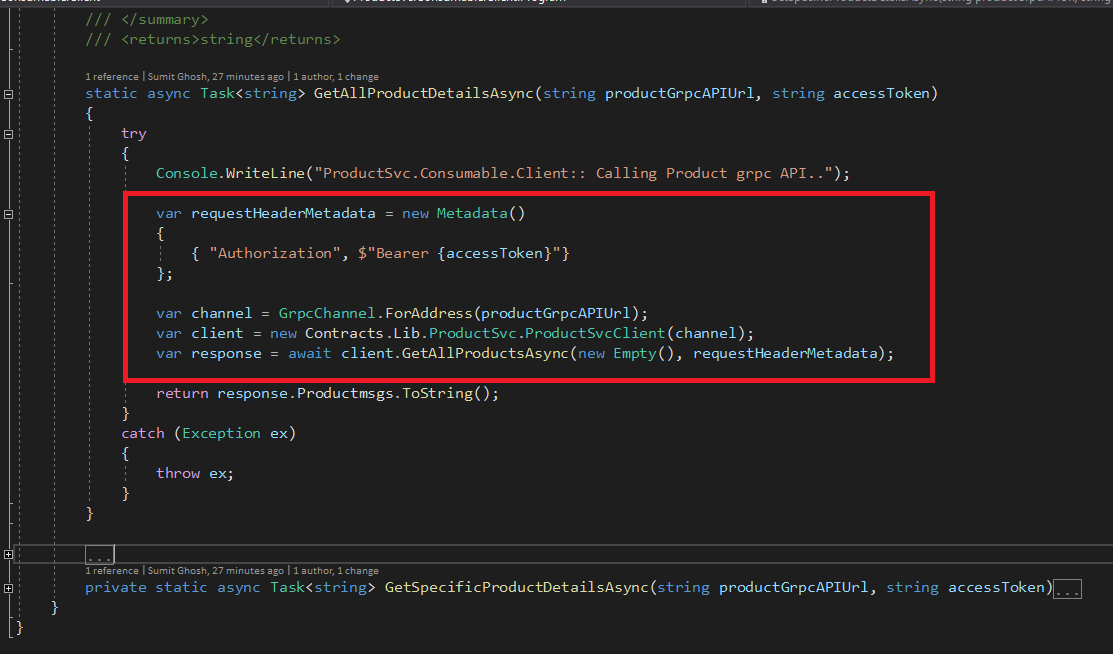 /// </summary>
/// <returns>string</returns>
1 reference | Sumit Ghosh, 27 minutes ago | 1 author, 1 change
static async Task<string> GetAllProductDetailsAsync(string productGrpcAPIUrl, string accessToken)
{
try
{
Console.WriteLine("ProductSvc.Consumable.Client:: Calling Product grpc API..");
var requestHeaderMetadata = new Metadata()
{
{ "Authorization", $"Bearer {accessToken}"}
};
var channel = GrpcChannel.ForAddress(productGrpcAPIUrl);
var client = new Contracts.Lib.ProductSvc.ProductSvcClient(channel);
var response = await client.GetAllProductsAsync(new Empty(), requestHeaderMetadata);
return response.Productmsgs.ToString();
}
catch (Exception ex)
{
throw ex;
}
}
...
1 reference | Sumit Ghosh, 27 minutes ago | 1 author, 1 change
private static async Task<string> GetSpecificProductDetailsAsync(string productGrpcAPIUrl, string accessToken)...
}
}